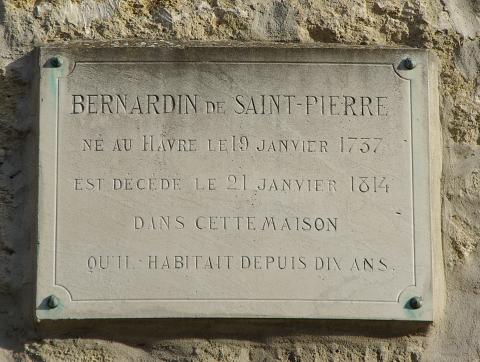 BERNARDIN DE SAINT-PIERRE
NÉ AU HAVRE LE 19 JANVIER 1737
EST DÉCÉDÉ LE 21 JANVIER 1814
DANS CETTE MAISON
QU'IL HABITAIT DEPUIS DIX ANS.